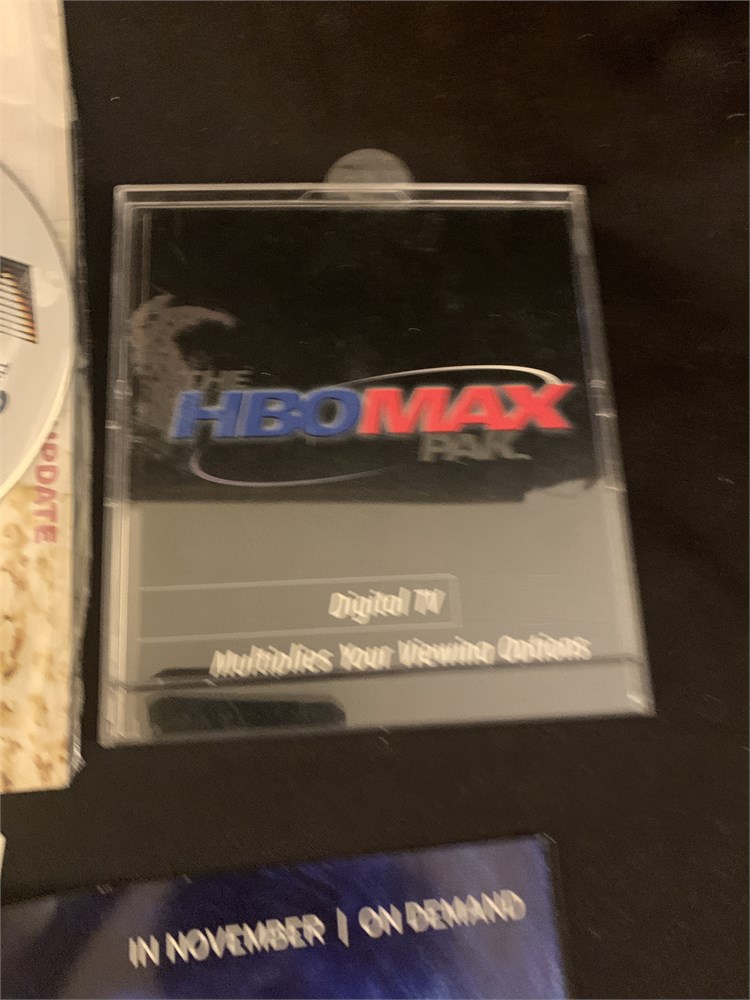 THE
HBOMAX
PAK.
Digital TV
Multiplies Your Viewing Options
UPDATE
IN NOVEMBER | ON DEMAND